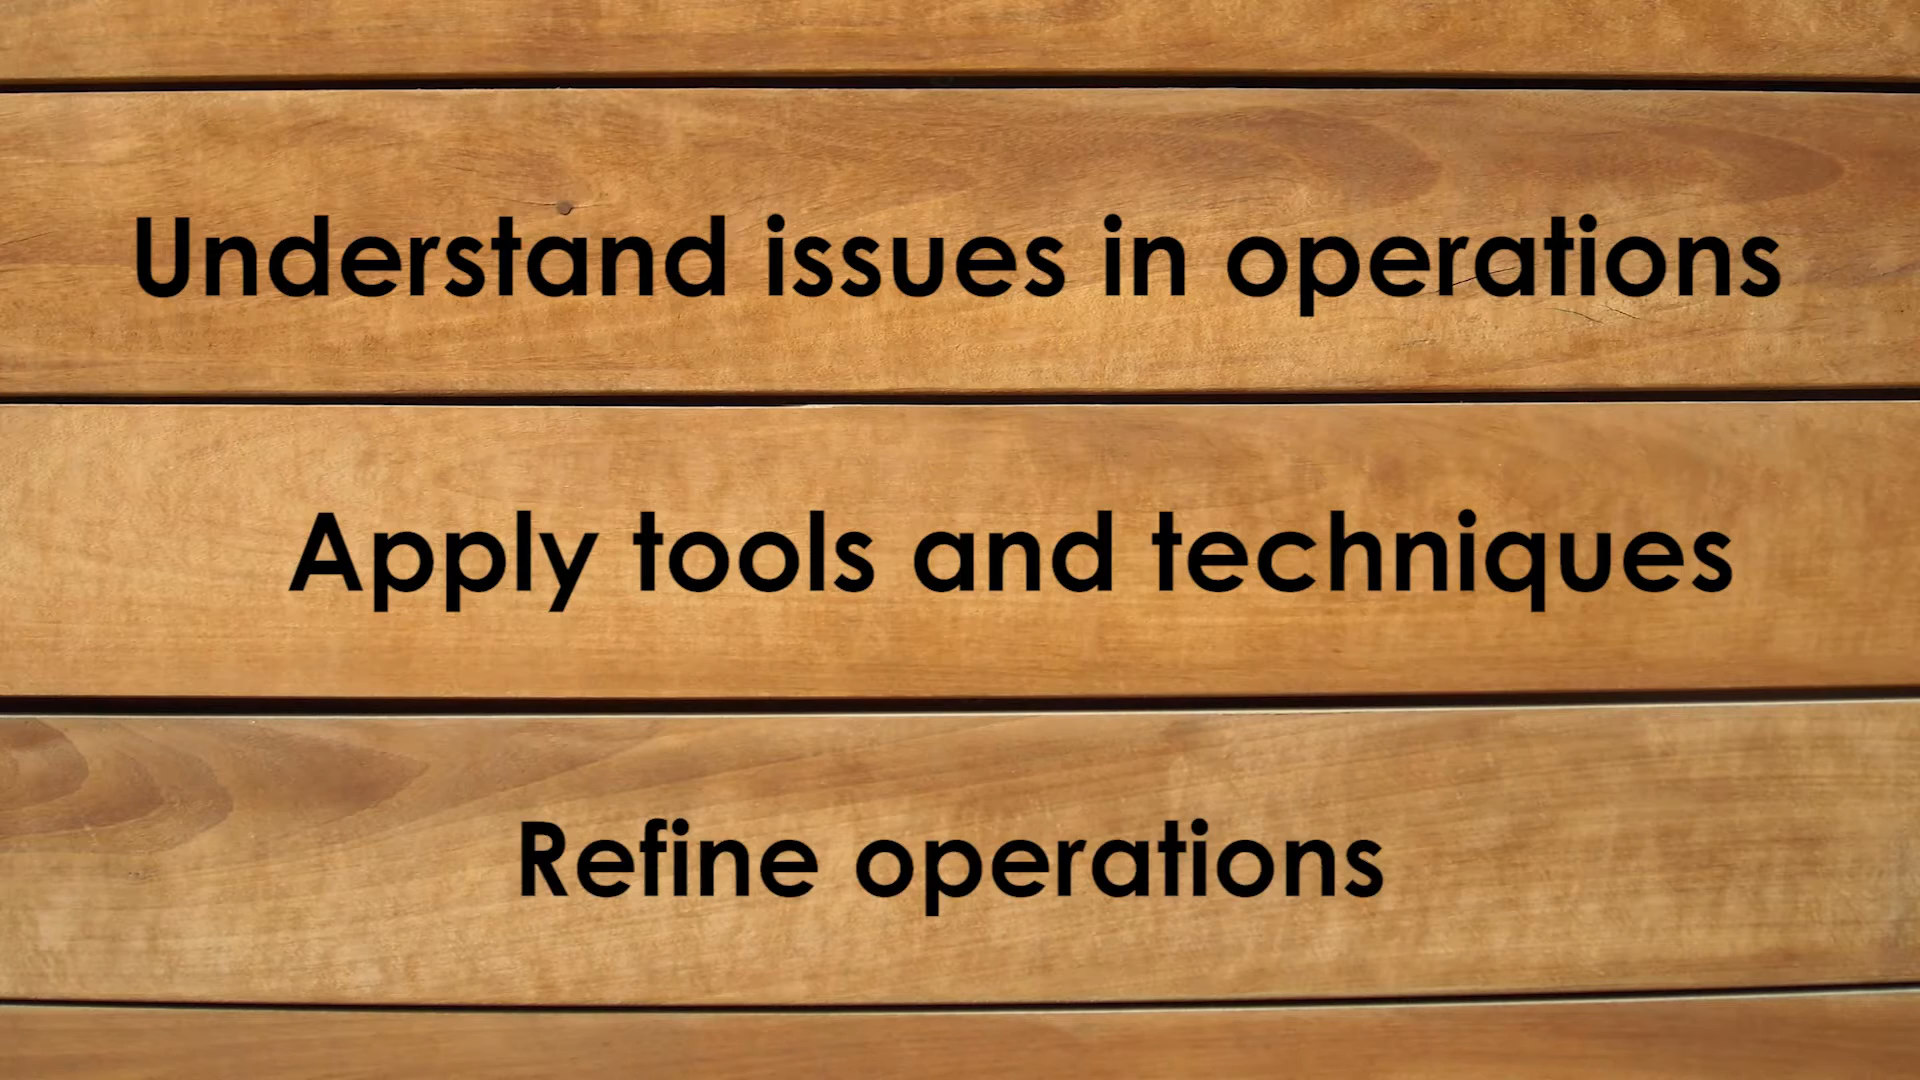 Understand issues in operations
Apply tools and techniques
Refine operations